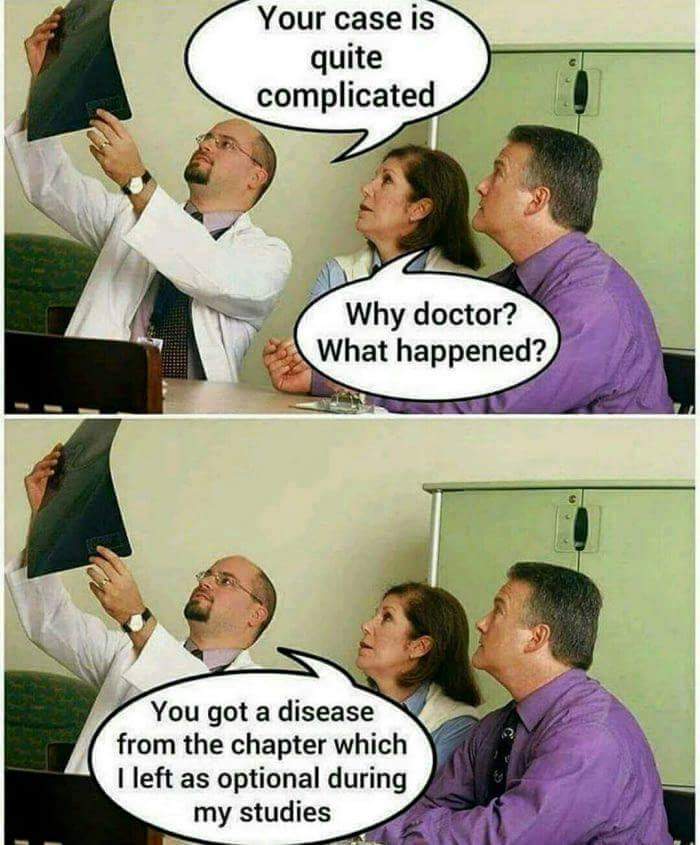 Your case is
quite
complicated
Why doctor?
What happened?
You got a disease
from the chapter which
I left as optional during
my studies